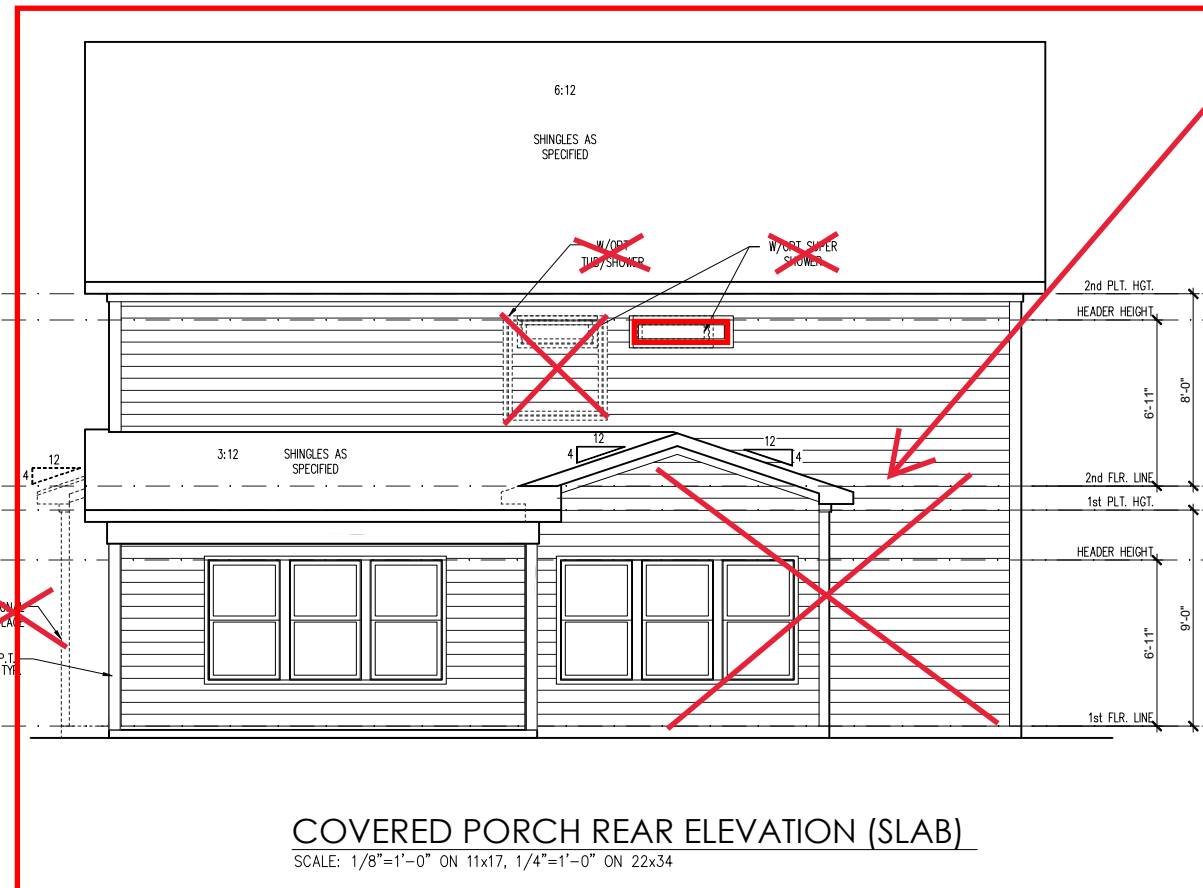 6:12
SHINGLES AS
SPECIFIED
W/OPT
TUB/SHOWER
W/OPT SUPER
SHOWER
2nd PLT. HGT.
HEADER HEIGHT
6'-11"
8'-0"
12
4
12
4
12
4
3:12
SHINGLES AS
SPECIFIED
2nd FLR. LINE
1st PLT. HGT.
HEADER HEIGHT
6'-11"
9'-0"
P.T.
TYP.
1st FLR. LINE
COVERED PORCH REAR ELEVATION (SLAB)
SCALE: 1/8"=1'-0" ON 11x17, 1/4"=1'-0" ON 22x34